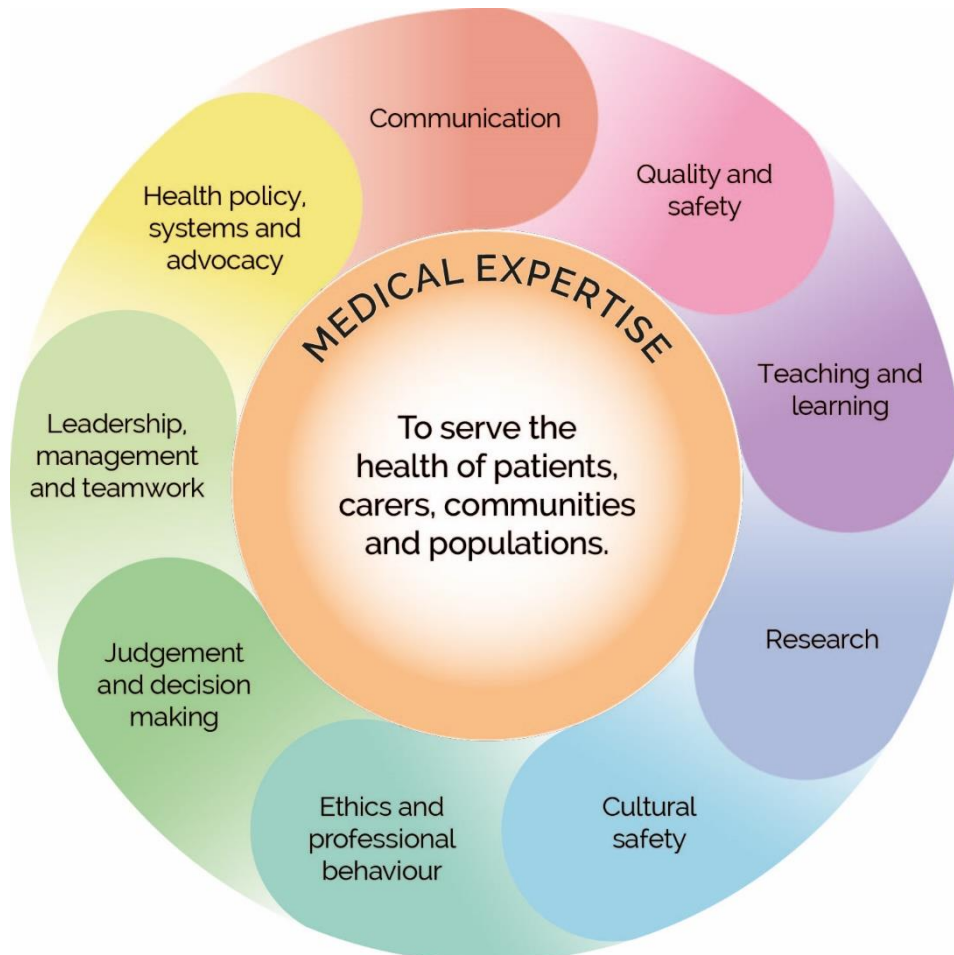 Communication
Quality and
safety
Teaching and
learning
Research
Cultural
safety
Ethics and
professional
behaviour
Judgement
and decision
making
Leadership,
management
and teamwork
Health policy,
systems and
advocacy
MEDICAL EXPERTISE
To serve the
health of patients,
carers, communities
and populations.